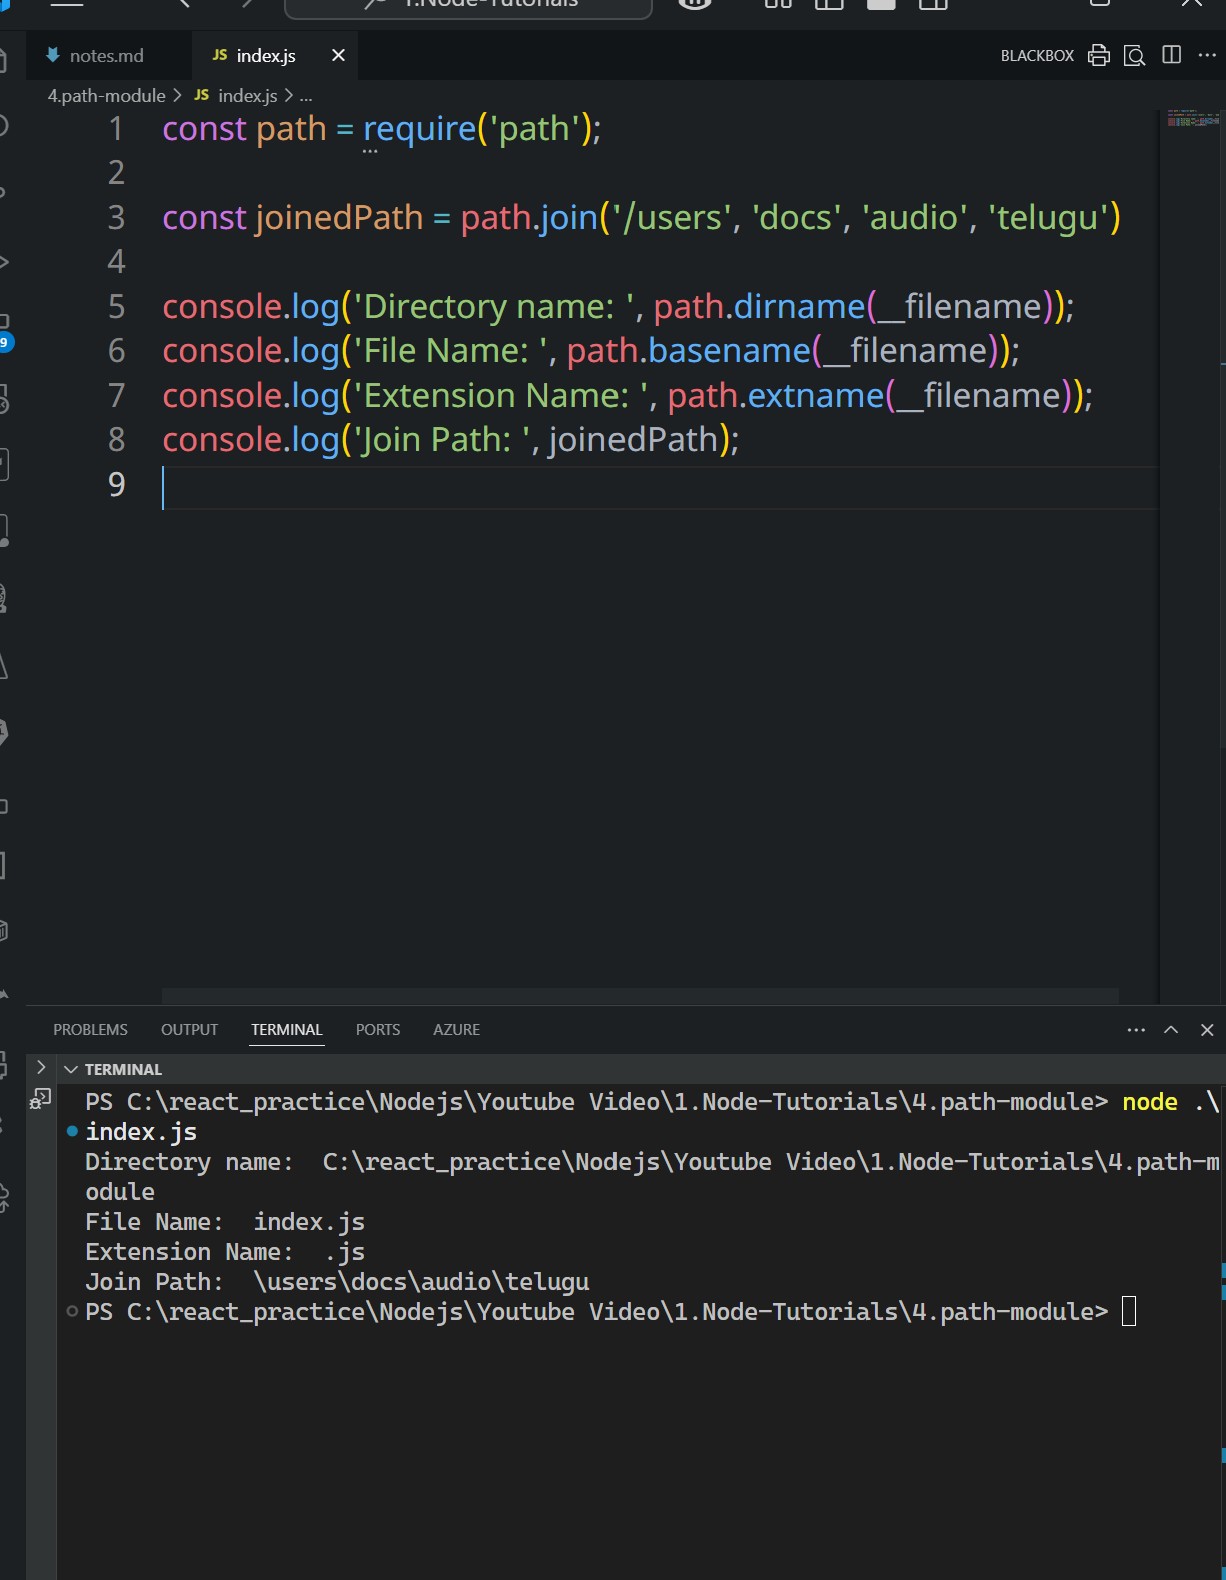 1.Node-Tutorials
notes.md
JS index.js
BLACKBOX
4.path-module > JS index.js > ...
1 const path = require('path');
2
3 const joinedPath = path.join('/users', 'docs', 'audio', 'telugu')
4
5 console.log('Directory name: ', path.dirname(__filename));
6 console.log('File Name: ', path.basename(__filename));
7 console.log('Extension Name: ', path.extname(__filename));
8 console.log('Join Path: ', joinedPath);
9
9
PROBLEMS OUTPUT TERMINAL PORTS AZURE
TERMINAL
PS C:\react_practice\Nodejs\Youtube Video\1.Node-Tutorials\4.path-module> node .\
index.js
Directory name:  C:\react_practice\Nodejs\Youtube Video\1.Node-Tutorials\4.path-m
odule
File Name:  index.js
Extension Name:  .js
Join Path:  \users\docs\audio\telugu
PS C:\react_practice\Nodejs\Youtube Video\1.Node-Tutorials\4.path-module>